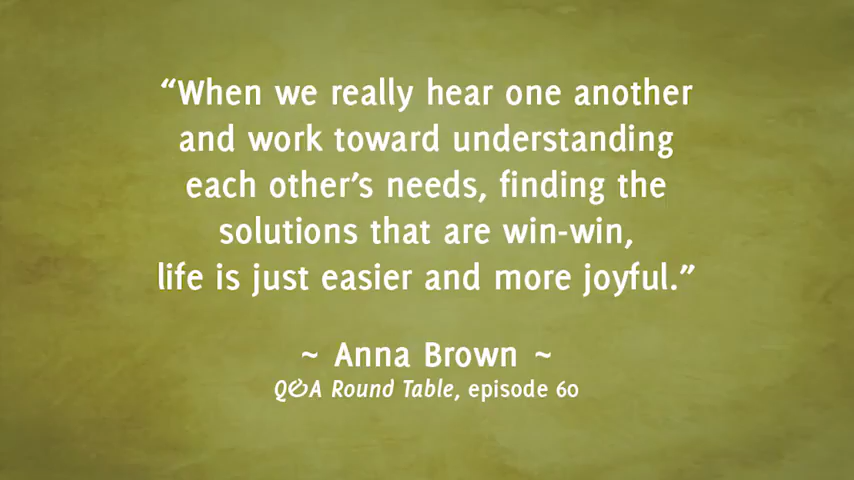 “When we really hear one another
and work toward understanding
each other’s needs, finding the
solutions that are win-win,
life is just easier and more joyful.”
~ Anna Brown ~
Q&A Round Table, episode 60